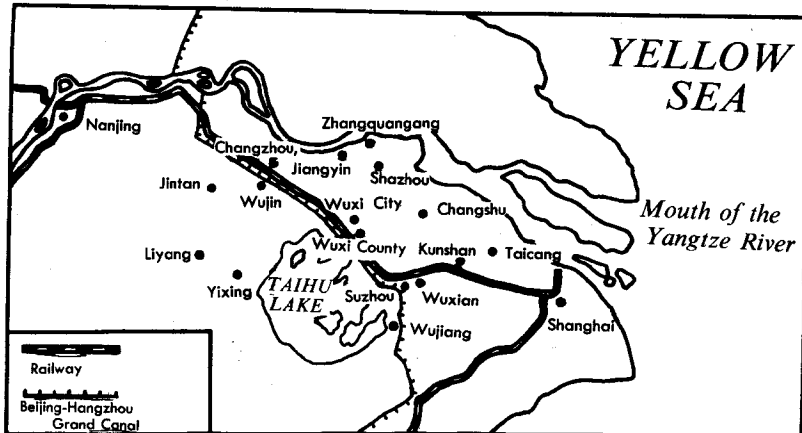 YELLOW
SEA
Nanjing
Zhangquangang
Changzhou,
Jiangyin
Shazhou
Jintan
Wujin
Wuxi City
Changshu
Mouth of the
Yangtze River
Wuxi County
Kunshan
Taicang
Liyang
Yixing
TAIHU
LAKE
Suzhou
Wuxian
Shanghai
Wujiang
Railway
Beijing-Hangzhou
Grand Canal